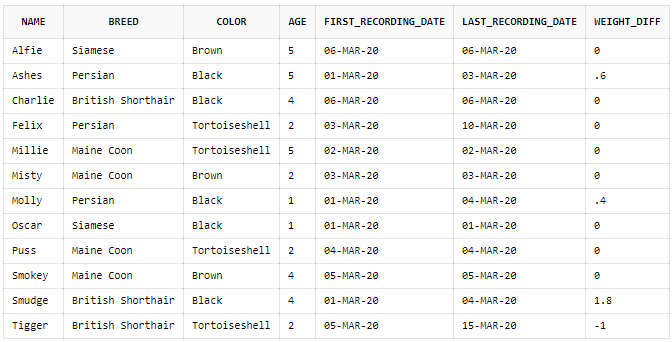 NAME BREED COLOR AGE FIRST_RECORDING_DATE LAST_RECORDING_DATE WEIGHT_DIFF
Alfie Siamese Brown 5 06-MAR-20 06-MAR-20 0
Ashes Persian Black 5 01-MAR-20 03-MAR-20 .6
Charlie British Shorthair Black 4 06-MAR-20 06-MAR-20 0
Felix Persian Tortoiseshell 2 03-MAR-20 10-MAR-20 0
Millie Maine Coon Tortoiseshell 5 02-MAR-20 02-MAR-20 0
Misty Maine Coon Brown 2 03-MAR-20 03-MAR-20 0
Molly Persian Black 1 01-MAR-20 04-MAR-20 .4
Oscar Siamese Black 1 01-MAR-20 01-MAR-20 0
Puss Maine Coon Tortoiseshell 2 04-MAR-20 04-MAR-20 0
Smokey Maine Coon Brown 4 05-MAR-20 05-MAR-20 0
Smudge British Shorthair Black 4 01-MAR-20 04-MAR-20 1.8
Tigger British Shorthair Tortoiseshell 2 05-MAR-20 15-MAR-20 -1